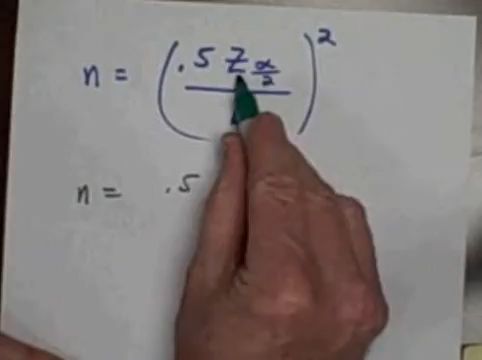 n = (.5 Z α/2 / )²
n = .5